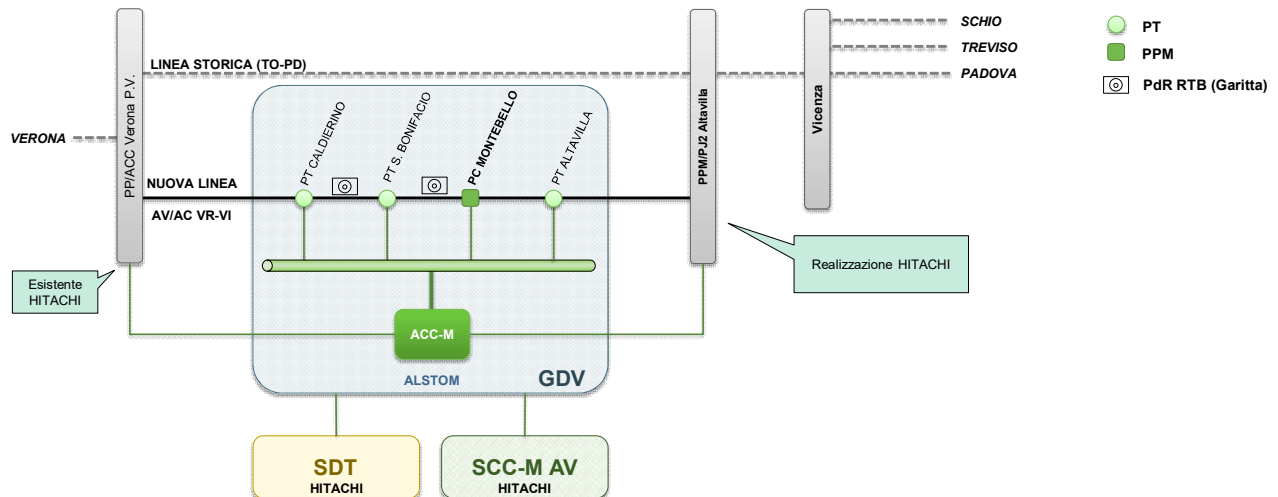 SCHIO
TREVISO
PADOVA
PT
PPM
PdR RTB (Garitta)
LINEA STORICA (TO-PD)
VERONA
PP/ACC Verona P.V.
PT CALDIERINO
PT S. BONIFACIO
PC MONTEBELLO
PT ALTAVILLA
PPM/PJ2 Altavilla
Vicenza
NUOVA LINEA
AV/AC VR-VI
Esistente
HITACHI
Realizzazione HITACHI
ACC-M
ALSTOM
GDV
SDT
HITACHI
SCC-M AV
HITACHI